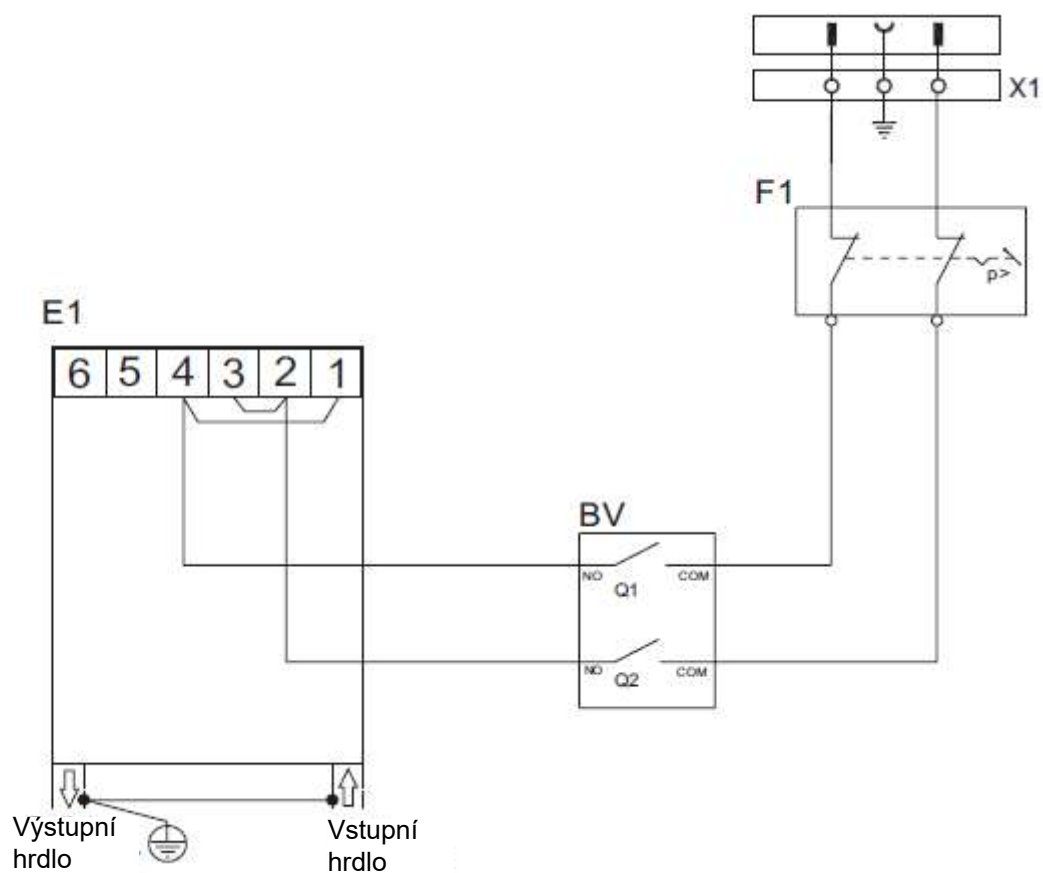 X1
F1
p>
E1
6 5 4 3 2 1
BV
NO Q1 COM
NO Q2 COM
Výstupní
hrdlo
Vstupní
hrdlo